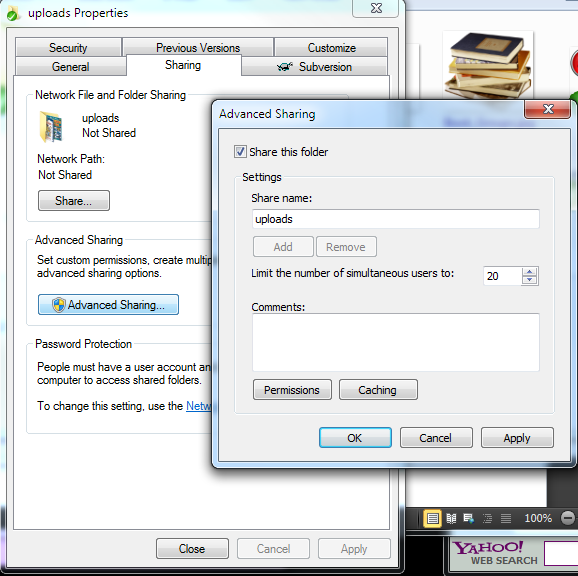 uploads Properties
Security
Previous Versions
Customize
General
Sharing
Subversion
Network File and Folder Sharing
uploads
Not Shared
Network Path:
Not Shared
Share...
Advanced Sharing
Set custom permissions, create multip
advanced sharing options.
Advanced Sharing...
Password Protection
People must have a user account an
computer to access shared folders.
To change this setting, use the Netw
Close
Cancel
Apply
Advanced Sharing
Share this folder
Settings
Share name:
uploads
Add
Remove
Limit the number of simultaneous users to:
20
Comments:
Permissions
Caching
OK
Cancel
Apply
100%
YAHOO!
WEB SEARCH